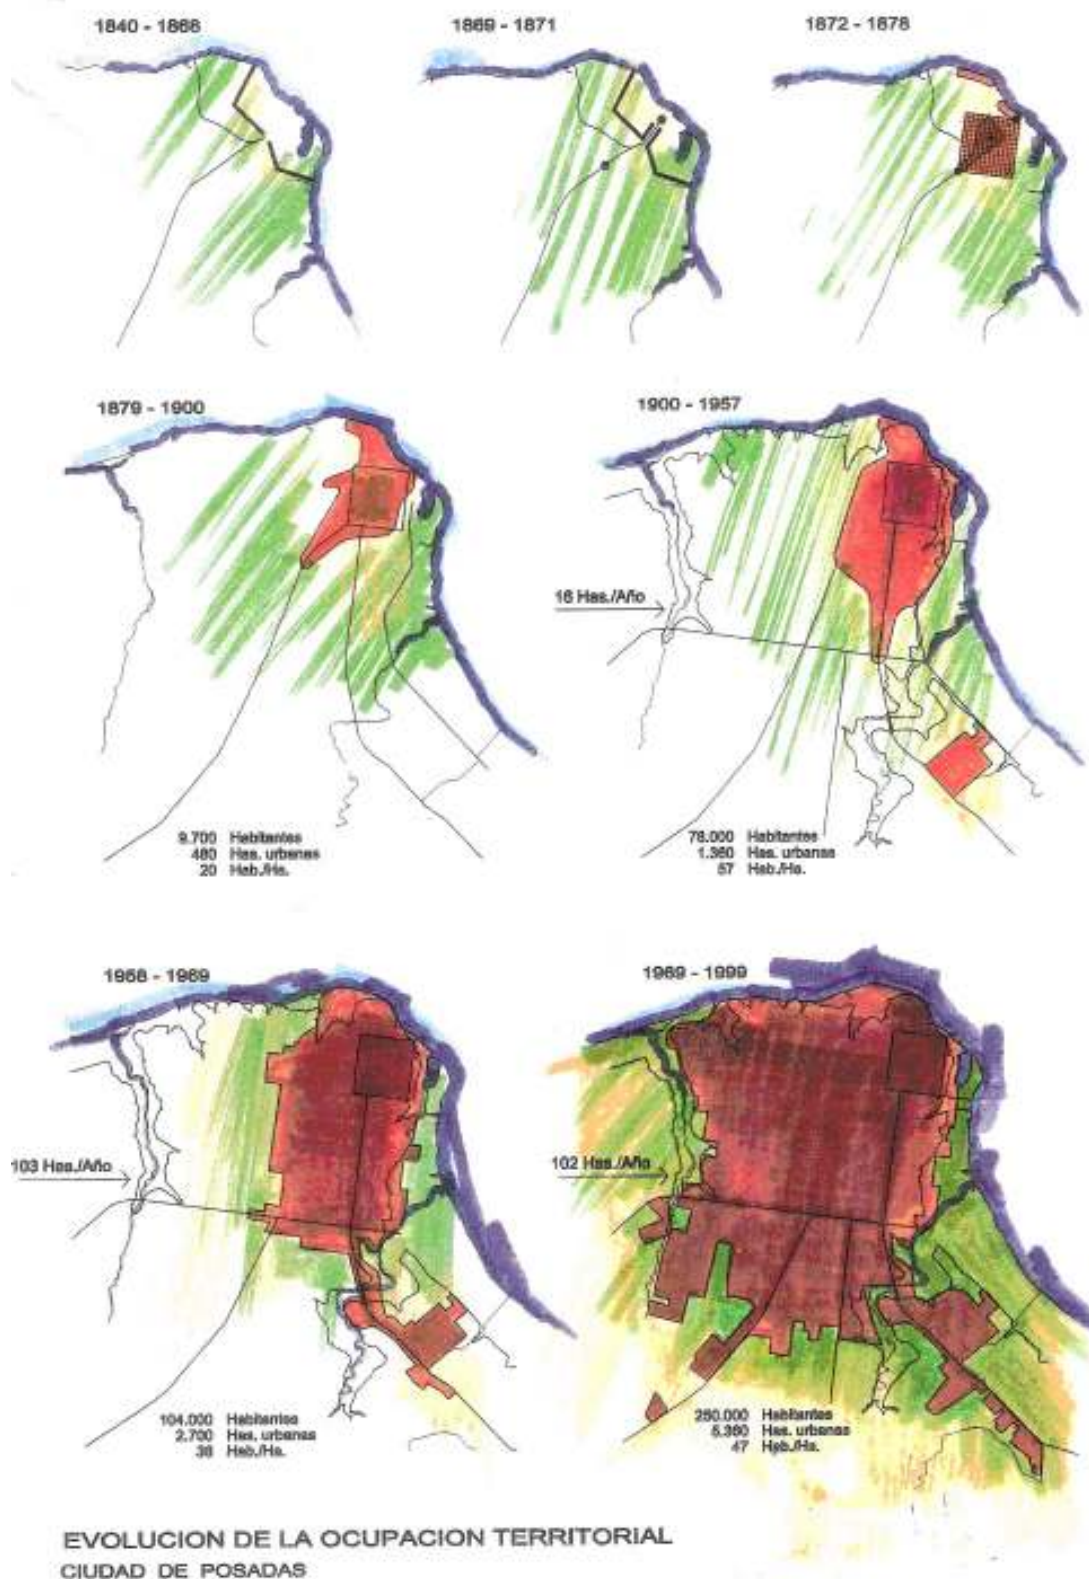 1840 - 1868
1869 - 1871
1872 - 1878
1879 - 1900
1900 - 1957
16 Has./Año
9.700 Habitantes
480 Has. urbanas
20 Hab./Ha.
78.000 Habitantes
1.360 Has. urbanas
57 Hab./Ha.
1958 - 1969
1969 - 1999
103 Has./Año
102 Has./Año
104.000 Habitantes
2.700 Has. urbanas
38 Hab./Ha.
250.000 Habitantes
5.360 Has. urbanas
47 Hab./Ha.
EVOLUCION DE LA OCUPACION TERRITORIAL
CIUDAD DE POSADAS